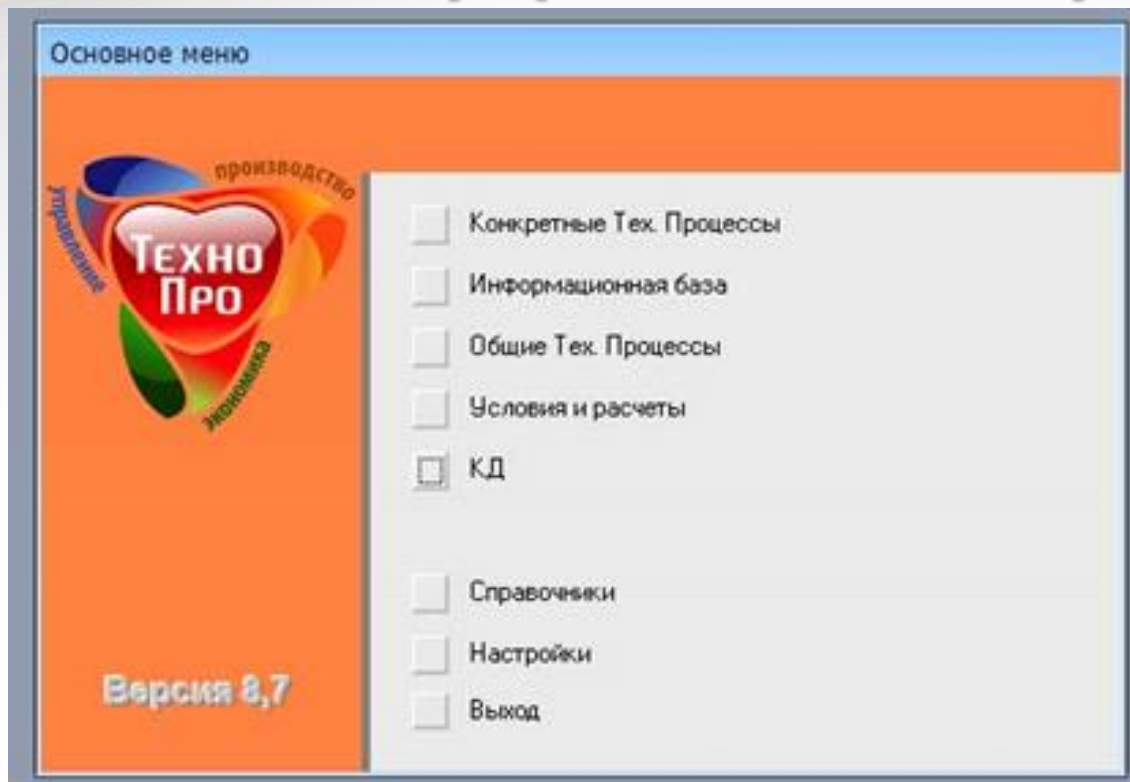 Основное меню
управление
производство
ТЕХНО
ПРО
экономика
Конкретные Тех. Процессы
Информационная база
Общие Тех. Процессы
Условия и расчеты
КД
Справочники
Настройки
Выход
Версия 8,7